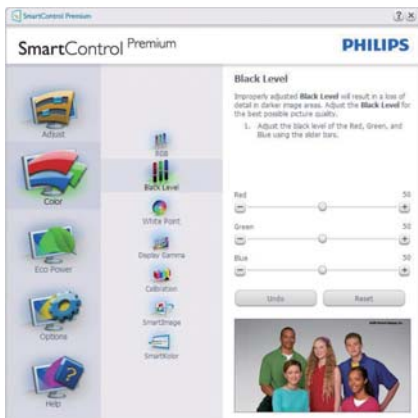 SmartControl Premium
SmartControl Premium
PHILIPS
Adjust
Color
Eco Power
Options
Help
RGB
Black Level
White Point
Display Gamma
Calibration
SmartImage
SmartKolor
Black Level
Improperly adjusted Black Level will result in a loss of
detail in darker image areas. Adjust the Black Level for
the best possible picture quality.
1. Adjust the black level of the Red, Green, and
Blue using the slider bars.
Red 50
Green 50
Blue 50
Undo Reset